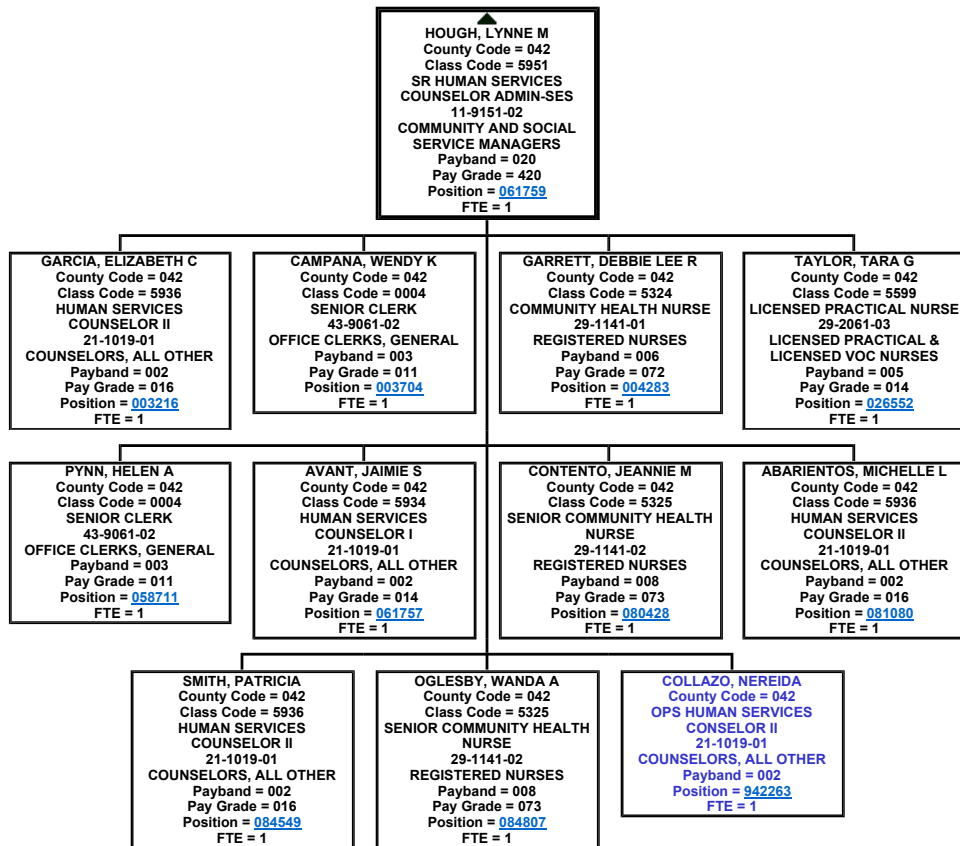 HOUGH, LYNNE M
County Code = 042
Class Code = 5951
SR HUMAN SERVICES
COUNSELOR ADMIN-SES
11-9151-02
COMMUNITY AND SOCIAL
SERVICE MANAGERS
Payband = 020
Pay Grade = 420
Position = 061759
FTE = 1
GARCIA, ELIZABETH C
County Code = 042
Class Code = 5936
HUMAN SERVICES
COUNSELOR II
21-1019-01
COUNSELORS, ALL OTHER
Payband = 002
Pay Grade = 016
Position = 003216
FTE = 1
CAMPANA, WENDY K
County Code = 042
Class Code = 0004
SENIOR CLERK
43-9061-02
OFFICE CLERKS, GENERAL
Payband = 003
Pay Grade = 011
Position = 003704
FTE = 1
GARRETT, DEBBIE LEE R
County Code = 042
Class Code = 5324
COMMUNITY HEALTH NURSE
29-1141-01
REGISTERED NURSES
Payband = 006
Pay Grade = 072
Position = 004283
FTE = 1
TAYLOR, TARA G
County Code = 042
Class Code = 5599
LICENSED PRACTICAL NURSE
29-2061-03
LICENSED PRACTICAL &
LICENSED VOC NURSES
Payband = 005
Pay Grade = 014
Position = 026552
FTE = 1
PYNN, HELEN A
County Code = 042
Class Code = 0004
SENIOR CLERK
43-9061-02
OFFICE CLERKS, GENERAL
Payband = 003
Pay Grade = 011
Position = 058711
FTE = 1
AVANT, JAIMIE S
County Code = 042
Class Code = 5934
HUMAN SERVICES
COUNSELOR I
21-1019-01
COUNSELORS, ALL OTHER
Payband = 002
Pay Grade = 014
Position = 061757
FTE = 1
CONTENTO, JEANNIE M
County Code = 042
Class Code = 5325
SENIOR COMMUNITY HEALTH
NURSE
29-1141-02
REGISTERED NURSES
Payband = 008
Pay Grade = 073
Position = 080428
FTE = 1
ABARIENTOS, MICHELLE L
County Code = 042
Class Code = 5936
HUMAN SERVICES
COUNSELOR II
21-1019-01
COUNSELORS, ALL OTHER
Payband = 002
Pay Grade = 016
Position = 081080
FTE = 1
SMITH, PATRICIA
County Code = 042
Class Code = 5936
HUMAN SERVICES
COUNSELOR II
21-1019-01
COUNSELORS, ALL OTHER
Payband = 002
Pay Grade = 016
Position = 084549
FTE = 1
OGLESBY, WANDA A
County Code = 042
Class Code = 5325
SENIOR COMMUNITY HEALTH
NURSE
29-1141-02
REGISTERED NURSES
Payband = 008
Pay Grade = 073
Position = 084807
FTE = 1
COLLAZO, NEREIDA
County Code = 042
OPS HUMAN SERVICES
CONSELOR II
21-1019-01
COUNSELORS, ALL OTHER
Payband = 002
Position = 942263
FTE = 1